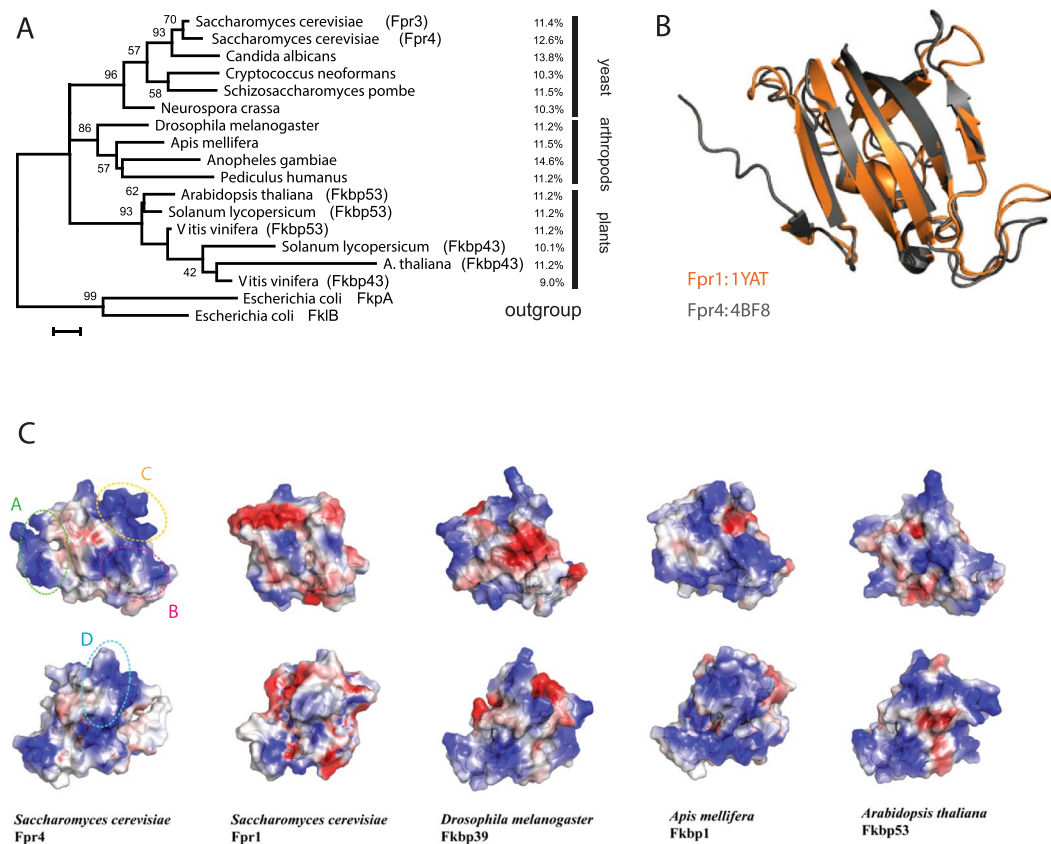 A
70
Saccharomyces cerevisiae (Fpr3) 11.4%
93
Saccharomyces cerevisiae (Fpr4) 12.6%
57
Candida albicans 13.8%
96
Cryptococcus neoformans 10.3%
58
Schizosaccharomyces pombe 11.5%
Neurospora crassa 10.3%
yeast
86
Drosophila melanogaster 11.2%
Apis mellifera 11.5%
57
Anopheles gambiae 14.6%
Pediculus humanus 11.2%
arthropods
62
Arabidopsis thaliana (Fkbp53) 11.2%
93
Solanum lycopersicum (Fkbp53) 11.2%
Vitis vinifera (Fkbp53) 11.2%
Solanum lycopersicum (Fkbp43) 10.1%
42
A. thaliana (Fkbp43) 11.2%
Vitis vinifera (Fkbp43) 9.0%
plants
99
Escherichia coli FkpA
Escherichia coli FklB
outgroup
B
Fpr1:1YAT
Fpr4:4BF8
C
A
C
B
D
Saccharomyces cerevisiae
Fpr4
Saccharomyces cerevisiae
Fpr1
Drosophila melanogaster
Fkbp39
Apis mellifera
Fkbp1
Arabidopsis thaliana
Fkbp53